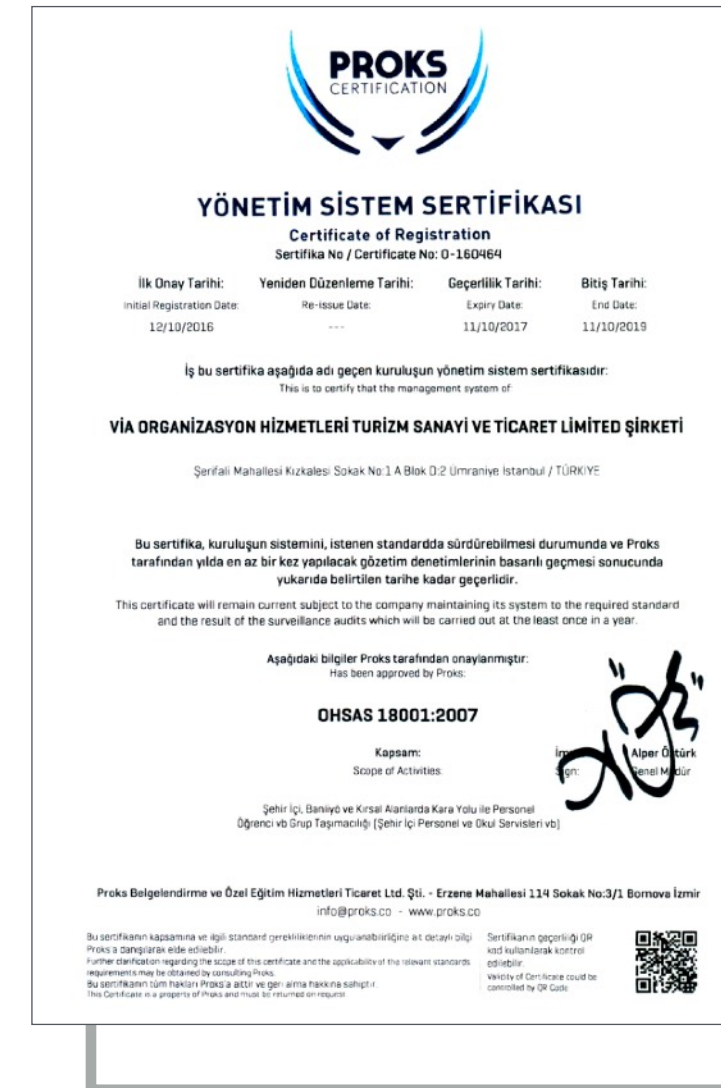 PROKS
CERTIFICATION
YÖNETİM SİSTEM SERTİFİKASI
Certificate of Registration
Sertifika No / Certificate No: 0-160464
İlk Onay Tarihi: Yeniden Düzenleme Tarihi: Geçerlilik Tarihi: Bitiş Tarihi:
Initial Registration Date: Re-issue Date: Expiry Date: End Date:
12/10/2016 --- 11/10/2017 11/10/2019
İş bu sertifika aşağıda adı geçen kuruluşun yönetim sistem sertifikasıdır:
This is to certify that the management system of:
VİA ORGANİZASYON HİZMETLERİ TURİZM SANAYİ VE TİCARET LİMİTED ŞİRKETİ
Şerifali Mahallesi Kızkalesi Sokak No:1 A Blok D:2 Ümraniye İstanbul / TÜRKİYE
Bu sertifika, kuruluşun sistemini, istenen standardda sürdürebilmesi durumunda ve Proks
tarafından yılda en az bir kez yapılacak gözetim denetimlerinin basarılı geçmesi sonucunda
yukarıda belirtilen tarihe kadar geçerlidir.
This certificate will remain current subject to the company maintaining its system to the required standard
and the result of the surveillance audits which will be carried out at the least once in a year.
Aşağıdaki bilgiler Proks tarafından onaylanmıştır:
Has been approved by Proks:
OHSAS 18001:2007
Kapsam: Alper
Scope of Activities: Genel
Şehir İçi, Banliyö ve Kırsal Alanlarda Kara Yolu ile Personel
Öğrenci vb Grup Taşımacılığı (Şehir İçi Personel ve Okul Servisleri vb)
Proks Belgelendirme ve Özel Eğitim Hizmetleri Ticaret Ltd. Şti. - Erzene Mahallesi 114 Sokak No:3/1 Bornova İzmir
info@proks.co - www.proks.co
Bu sertifikanın kapsamına ve ilgili standard gerekliliklerinin uygulanabilirliğine ait detaylı bilgi
Proks'a danışılarak elde edilebilir.
Further clarification regarding the scope of this certificate and the applicability of the relevant standards
requirements may be obtained by consulting Proks.
Bu sertifikanın tüm hakları Proks'a aittir ve geri alma hakkına sahiptir.
This Certificate is a property of Proks and must be returned on request.
Sertifikanın geçerliliği QR
kod kullanılarak kontrol
edilebilir.
Validity of Certificate could be
controlled by QR Code